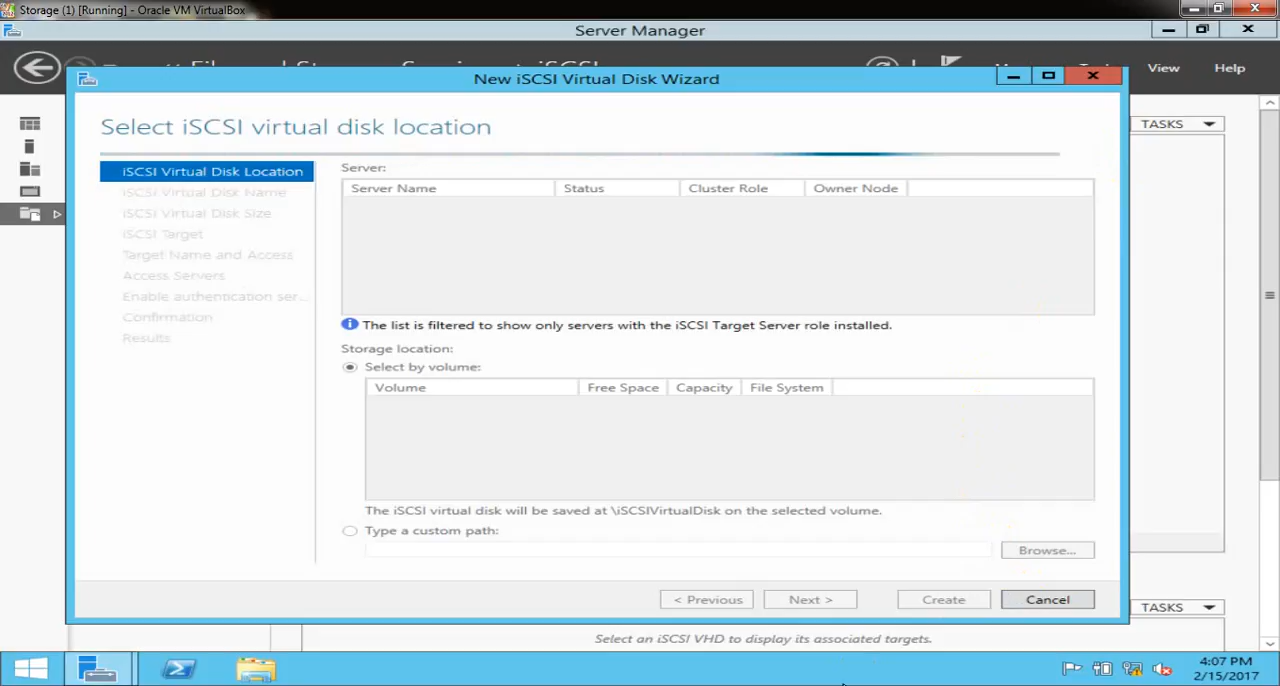 Storage (1) [Running] - Oracle VM VirtualBox
Server Manager
View Help
New iSCSI Virtual Disk Wizard
Select iSCSI virtual disk location
TASKS
iSCSI Virtual Disk Location
iSCSI Virtual Disk Name
iSCSI Virtual Disk Size
iSCSI Target
Target Name and Access
Access Servers
Enable authentication ser...
Confirmation
Results
Server:
Server Name Status Cluster Role Owner Node
The list is filtered to show only servers with the iSCSI Target Server role installed.
Storage location:
Select by volume:
Volume Free Space Capacity File System
The iSCSI virtual disk will be saved at \iSCSIVirtualDisk on the selected volume.
Type a custom path:
Browse...
< Previous Next > Create Cancel
TASKS
Select an iSCSI VHD to display its associated targets.
4:07 PM
2/15/2017